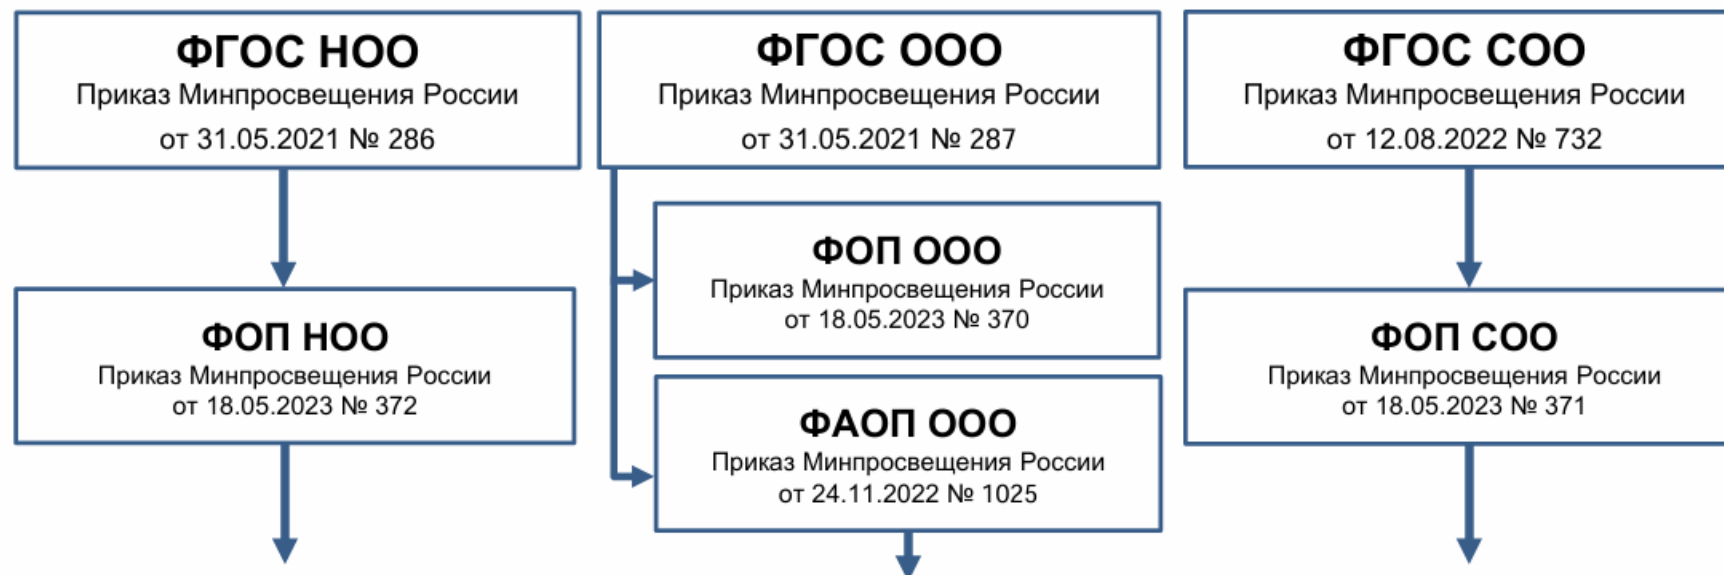 ФГОС НОО
Приказ Минпросвещения России
от 31.05.2021 № 286
ФОП НОО
Приказ Минпросвещения России
от 18.05.2023 № 372
ФГОС ООО
Приказ Минпросвещения России
от 31.05.2021 № 287
ФОП ООО
Приказ Минпросвещения России
от 18.05.2023 № 370
ФАОП ООО
Приказ Минпросвещения России
от 24.11.2022 № 1025
ФГОС СОО
Приказ Минпросвещения России
от 12.08.2022 № 732
ФОП СОО
Приказ Минпросвещения России
от 18.05.2023 № 371